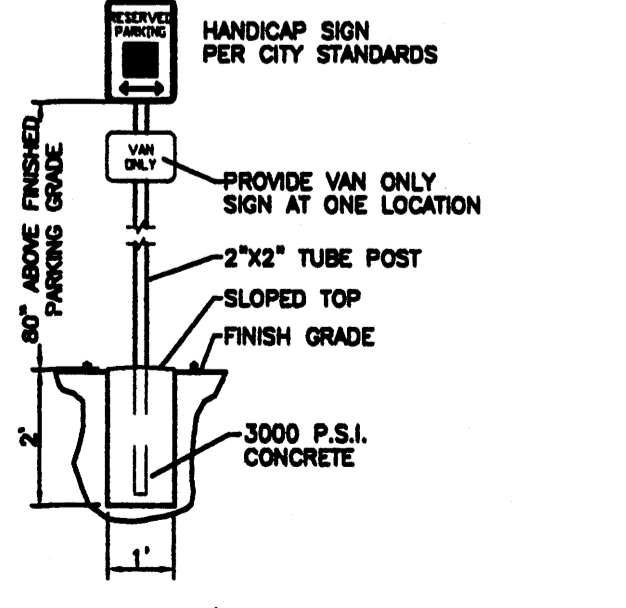 RESERVED
PARKING
HANDICAP SIGN
PER CITY STANDARDS
VAN
ONLY
PROVIDE VAN ONLY
SIGN AT ONE LOCATION
80" ABOVE FINISHED
PARKING GRADE
2"X2" TUBE POST
SLOPED TOP
FINISH GRADE
2'
3000 P.S.I.
CONCRETE
1'